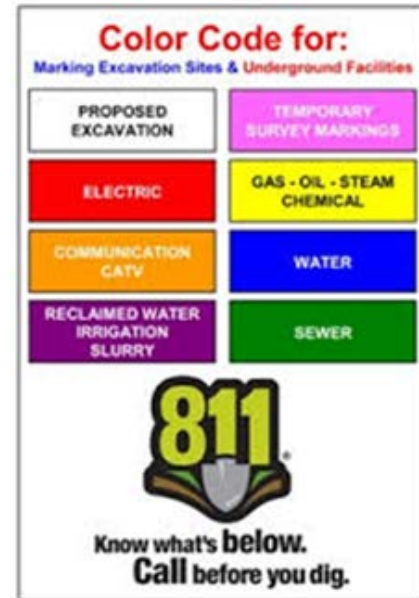 Color Code for:
Marking Excavation Sites & Underground Facilities
PROPOSED
EXCAVATION
TEMPORARY
SURVEY MARKINGS
ELECTRIC
GAS - OIL - STEAM
CHEMICAL
COMMUNICATION
CATV
WATER
RECLAIMED WATER
IRRIGATION
SLURRY
SEWER
811
Know what's below.
Call before you dig.